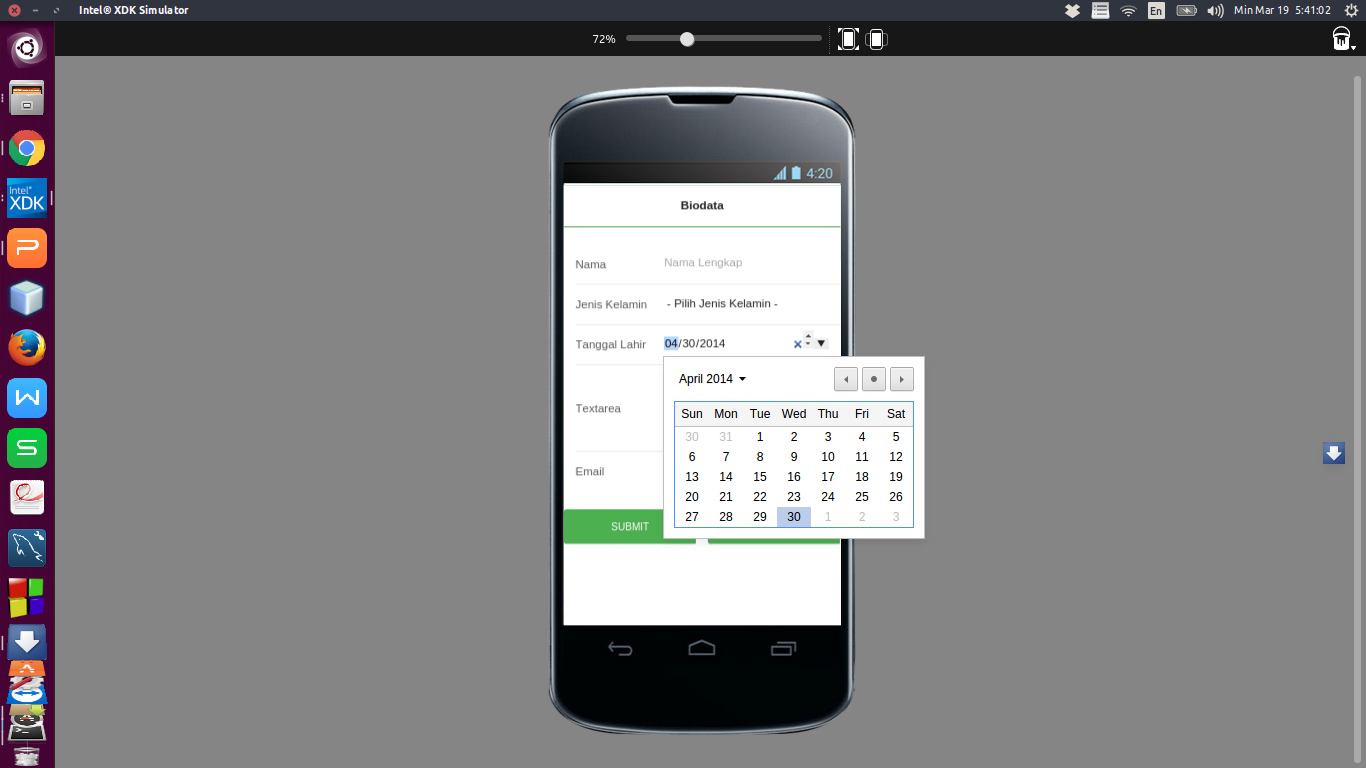 Intel® XDK Simulator
En
Min Mar 19 5:41:02
72%
intel
XDK
4:20
Biodata
Nama Nama Lengkap
Jenis Kelamin - Pilih Jenis Kelamin -
Tanggal Lahir 04/30/2014
April 2014
Sun Mon Tue Wed Thu Fri Sat
30 31 1 2 3 4 5
6 7 8 9 10 11 12
13 14 15 16 17 18 19
20 21 22 23 24 25 26
27 28 29 30 1 2 3
Textarea
Email
SUBMIT